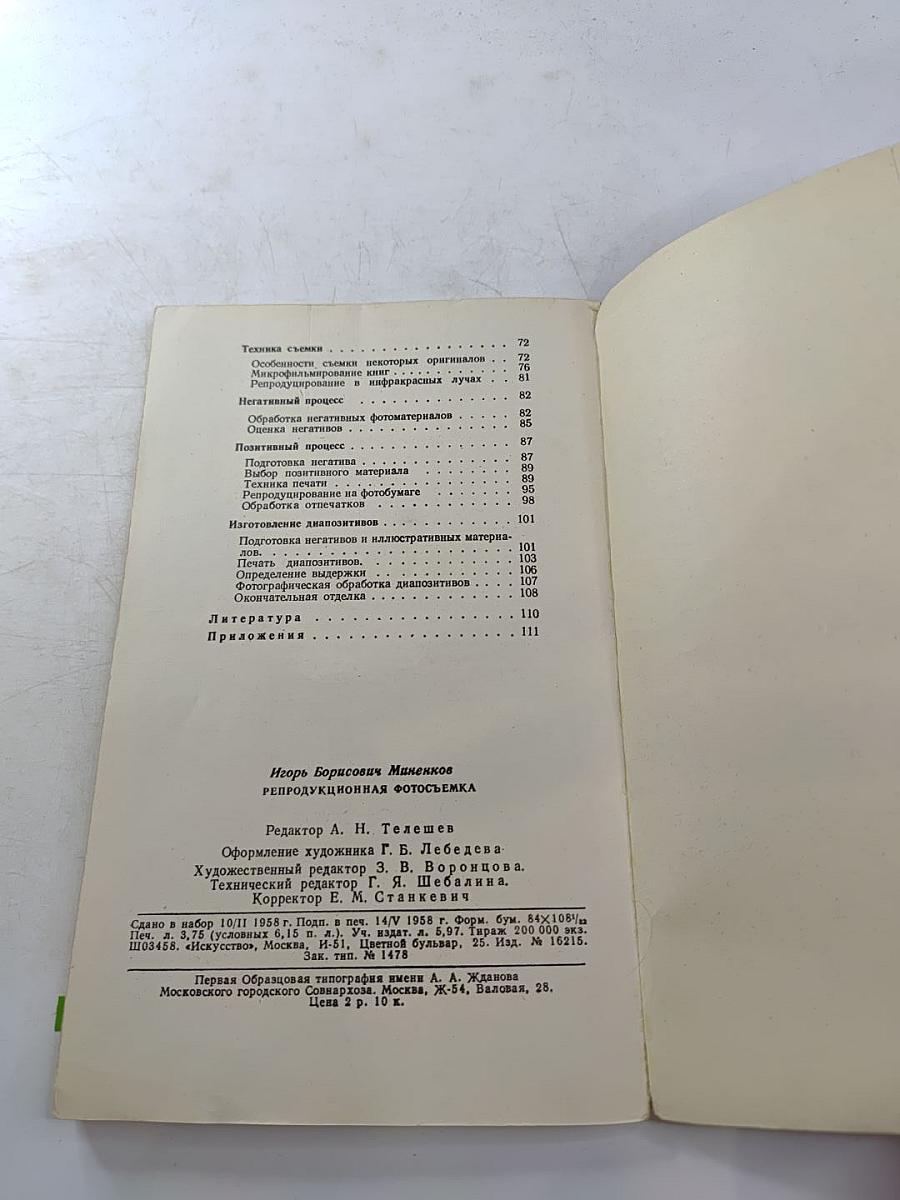 Техника съемки . . . . . . . . . . . . . . . . . 72
Особенности съемки некоторых оригиналов . . 72
Микрофильмирование книг . . . . . . . . . . . 76
Репродуцирование в инфракрасных лучах . . 81
Негативный процесс . . . . . . . . . . . . . . 82
Обработка негативных фотоматериалов . . . . . 82
Оценка негативов . . . . . . . . . . . . . . . 85
Позитивный процесс . . . . . . . . . . . . . . . 87
Подготовка негатива . . . . . . . . . . . . . . 87
Выбор позитивного материала . . . . . . . . 89
Техника печати . . . . . . . . . . . . . . . . . 89
Репродуцирование на фотобумаге . . . . . . . 95
Обработка отпечатков . . . . . . . . . . . . . 98
Изготовление диапозитивов . . . . . . . . . . . . 101
Подготовка негативов и иллюстративных материа-
лов. . . . . . . . . . . . . . . . . . . . . . . . 101
Печать диапозитивов. . . . . . . . . . . . . . 103
Определение выдержки . . . . . . . . . . . . . 106
Фотографическая обработка диапозитивов . . . . 107
Окончательная отделка . . . . . . . . . . . . . 108
Литература . . . . . . . . . . . . . . . . . 110
Приложения . . . . . . . . . . . . . . . . . 111
Игорь Борисович Миненков
РЕПРОДУКЦИОННАЯ ФОТОСЪЕМКА
Редактор А. Н. Телешев
Оформление художника Г. Б. Лебедева
Художественный редактор З. В. Воронцова.
Технический редактор Г. Я. Шебалина.
Корректор Е. М. Станкевич
Сдано в набор 10/II 1958 г. Подп. в печ. 14/V 1958 г. Форм. бум. 84×108¹/₃₂
Печ. л. 3,75 (условных 6,15 п. л.). Уч. издат. л. 5,97. Тираж 200 000 экз.
Ш03458. «Искусство», Москва, И-51, Цветной бульвар, 25. Изд. № 16215.
Зак. тип. № 1478
Первая Образцовая типография имени А. А. Жданова
Московского городского Совнархоза. Москва, Ж-54, Валовая, 28.
Цена 2 р. 10 к.